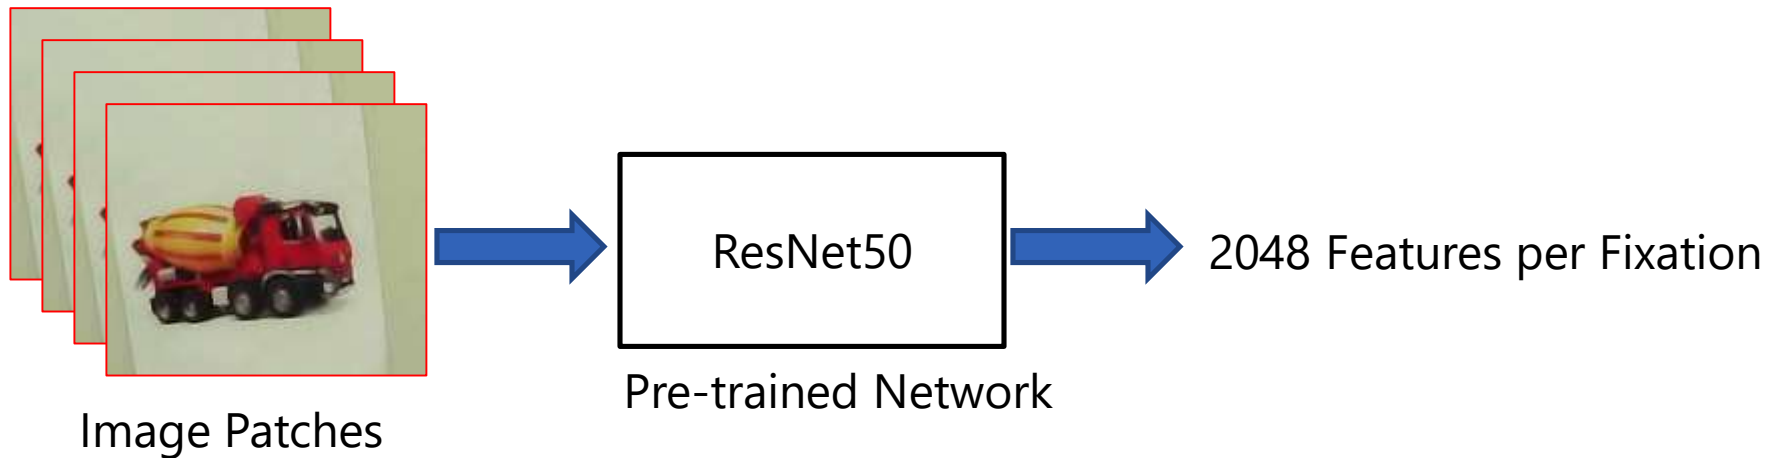 ResNet50
2048 Features per Fixation
Pre-trained Network
Image Patches